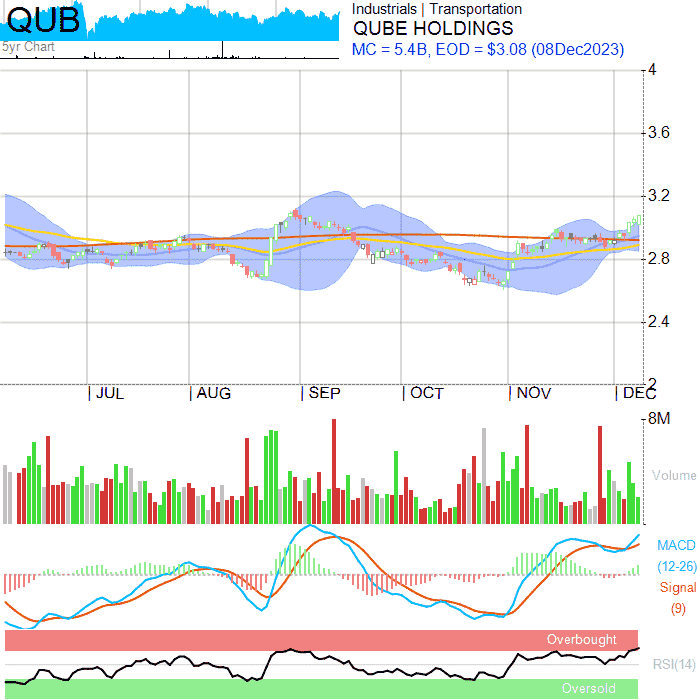 QUB
5yr Chart
Industrials | Transportation
QUBE HOLDINGS
MC = 5.4B, EOD = $3.08 (08Dec2023)
4
3.6
3.2
2.8
2.4
2
JUL AUG SEP OCT NOV DEC
8M
Volume
MACD
(12-26)
Signal
(9)
Overbought
RSI(14)
Oversold